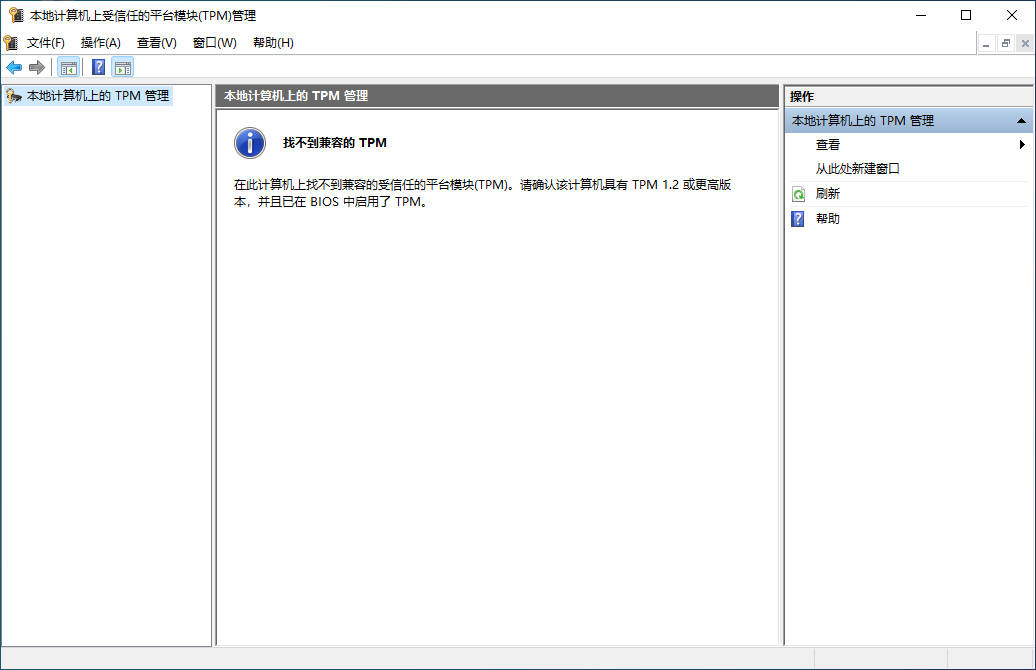 本地计算机上受信任的平台模块(TPM)管理
文件(F) 操作(A) 查看(V) 窗口(W) 帮助(H)
本地计算机上的 TPM 管理
本地计算机上的 TPM 管理
找不到兼容的 TPM
在此计算机上找不到兼容的受信任的平台模块(TPM)。请确认该计算机具有 TPM 1.2 或更高版
本，并且已在 BIOS 中启用了 TPM。
操作
本地计算机上的 TPM 管理
查看
从此处新建窗口
刷新
帮助